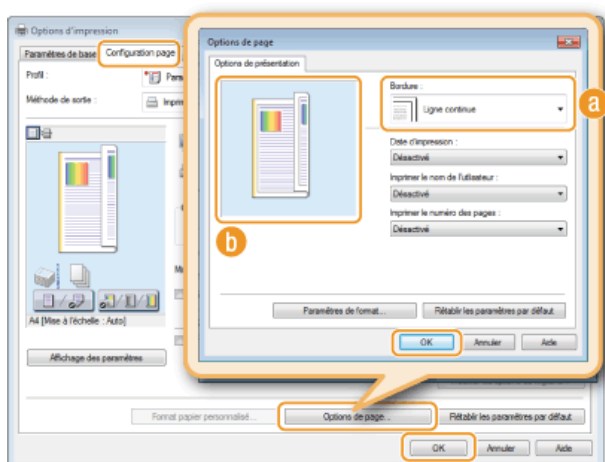 Options d'impression
Paramètres de base
Configuration page
Profil :
Méthode de sortie :
A4 [Mise à l'échelle : Auto]
Affichage des paramètres
Format papier personnalisé...
Options de page...
Rétablir les paramètres par défaut
OK
Annuler
Aide
Options de page
Options de présentation
Bordure :
Ligne continue
a
Date d'impression :
Désactivé
Imprimer le nom de l'utilisateur :
Désactivé
Imprimer le numéro des pages :
Désactivé
b
Paramètres de format...
Rétablir les paramètres par défaut
OK
Annuler
Aide